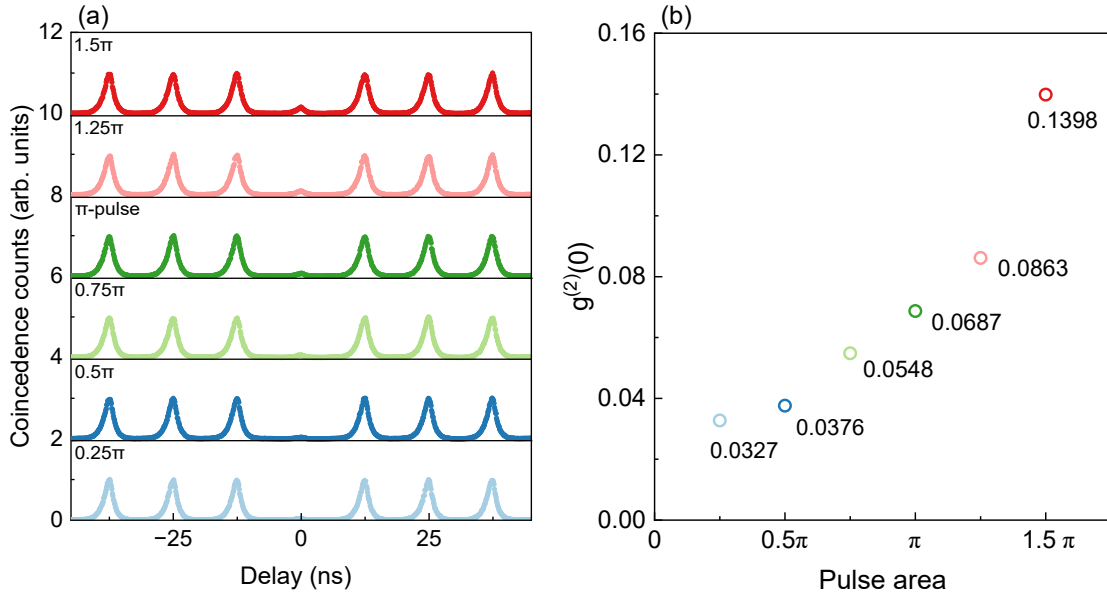 (a)
Coincedence counts (arb. units)
12
10
8
6
4
2
0
1.5π
1.25π
π-pulse
0.75π
0.5π
0.25π
−25
0
25
Delay (ns)
(b)
g(2)(0)
0.16
0.12
0.08
0.04
0.00
0.1398
0.0863
0.0687
0.0548
0.0376
0.0327
0
0.5π
π
1.5 π
Pulse area